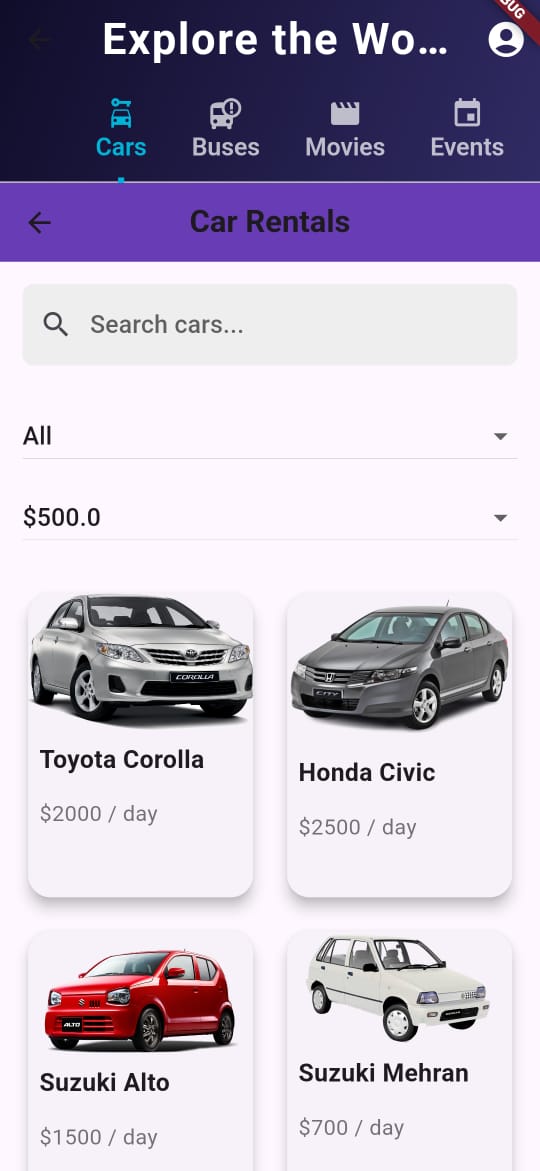 BUG
Explore the Wo...
Cars Buses Movies Events
Car Rentals
Search cars...
All
$500.0
COROLLA
CITY
Toyota Corolla
Honda Civic
$2000 / day
$2500 / day
ALTO
Suzuki Alto
Suzuki Mehran
$1500 / day
$700 / day